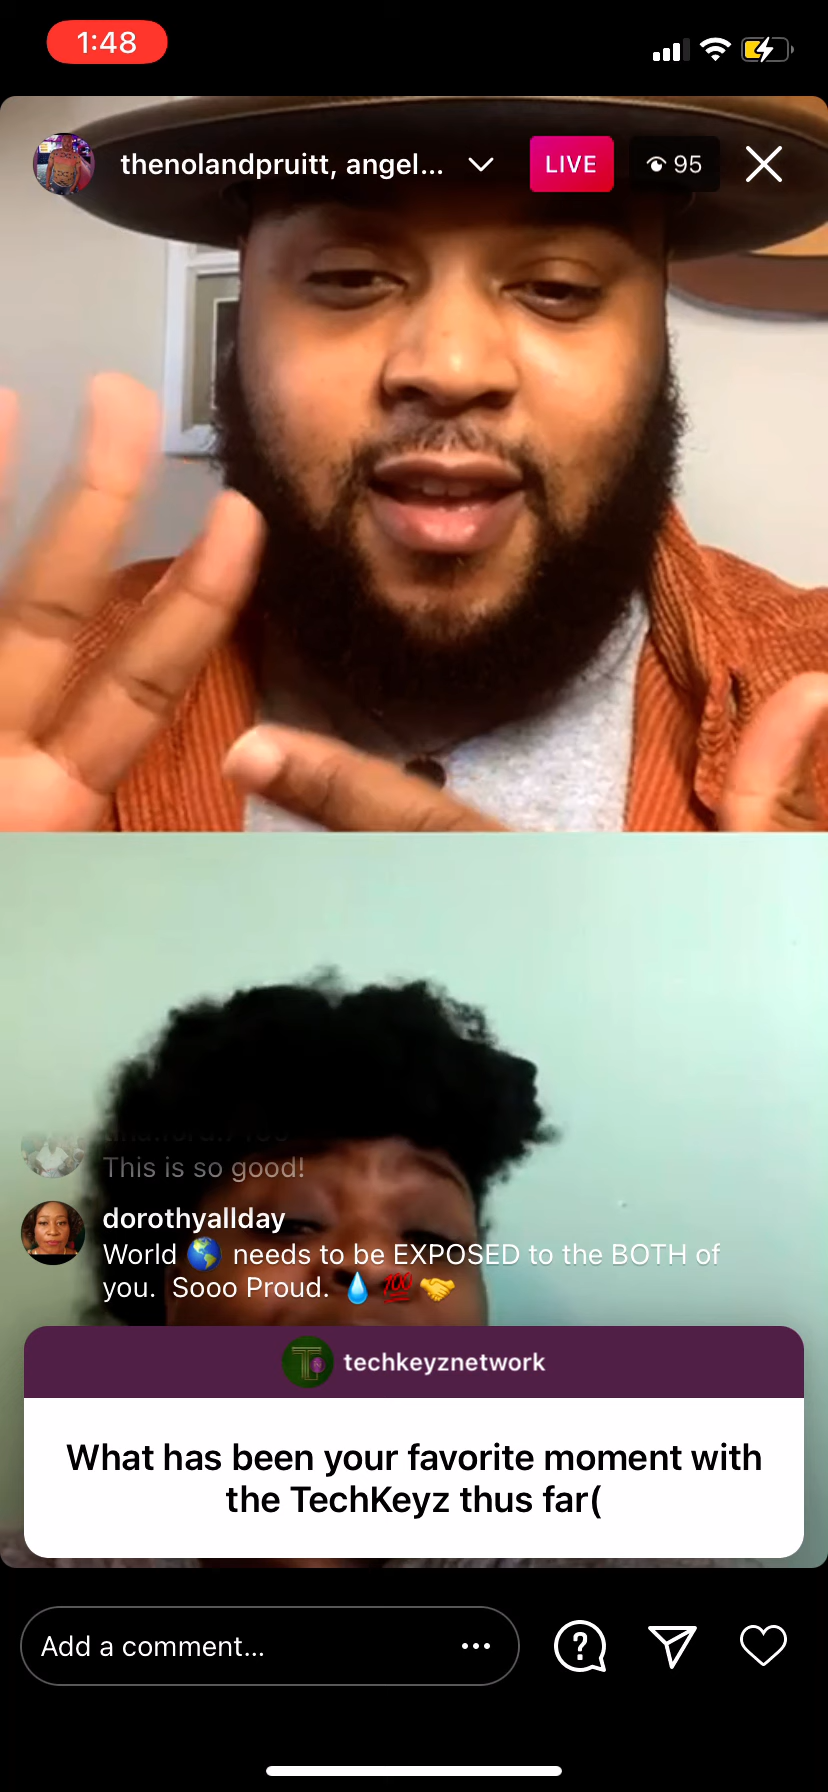 1:48
thenolandpruitt, angel...
LIVE
95
This is so good!
dorothyallday
World 🌎 needs to be EXPOSED to the BOTH of
you. Sooo Proud. 💧 💯 🤝
techkeyznetwork
What has been your favorite moment with
the TechKeyz thus far(
Add a comment...